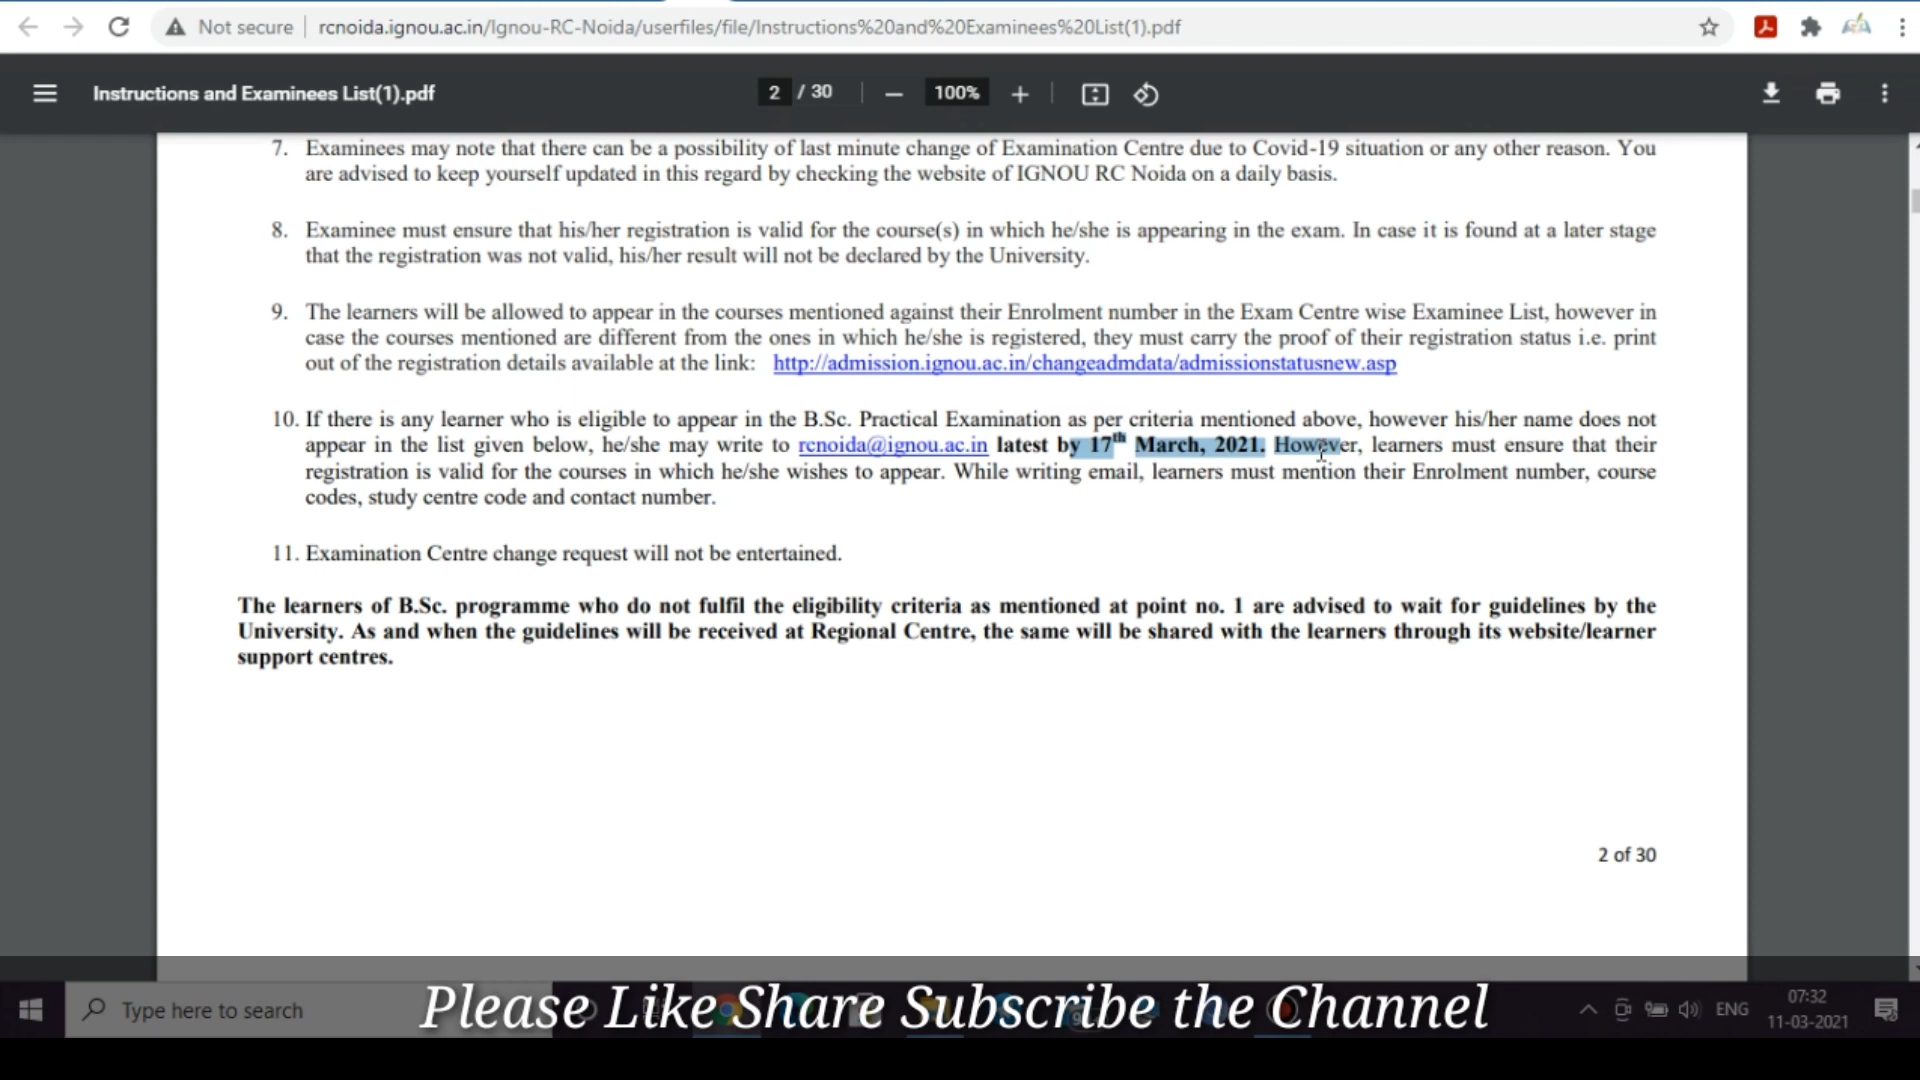 Not secure
rcnoida.ignou.ac.in/Ignou-RC-Noida/userfiles/file/Instructions%20and%20Examinees%20List(1).pdf
Instructions and Examinees List(1).pdf
2 / 30
100%
7. Examinees may note that there can be a possibility of last minute change of Examination Centre due to Covid-19 situation or any other reason. You
are advised to keep yourself updated in this regard by checking the website of IGNOU RC Noida on a daily basis.
8. Examinee must ensure that his/her registration is valid for the course(s) in which he/she is appearing in the exam. In case it is found at a later stage
that the registration was not valid, his/her result will not be declared by the University.
9. The learners will be allowed to appear in the courses mentioned against their Enrolment number in the Exam Centre wise Examinee List, however in
case the courses mentioned are different from the ones in which he/she is registered, they must carry the proof of their registration status i.e. print
out of the registration details available at the link: http://admission.ignou.ac.in/changeadmdata/admissionstatusnew.asp
10. If there is any learner who is eligible to appear in the B.Sc. Practical Examination as per criteria mentioned above, however his/her name does not
appear in the list given below, he/she may write to rcnoida@ignou.ac.in latest by 17th March, 2021. However, learners must ensure that their
registration is valid for the courses in which he/she wishes to appear. While writing email, learners must mention their Enrolment number, course
codes, study centre code and contact number.
11. Examination Centre change request will not be entertained.
The learners of B.Sc. programme who do not fulfil the eligibility criteria as mentioned at point no. 1 are advised to wait for guidelines by the
University. As and when the guidelines will be received at Regional Centre, the same will be shared with the learners through its website/learner
support centres.
2 of 30
Please Like Share Subscribe the Channel
Type here to search
ENG
07:32
11-03-2021